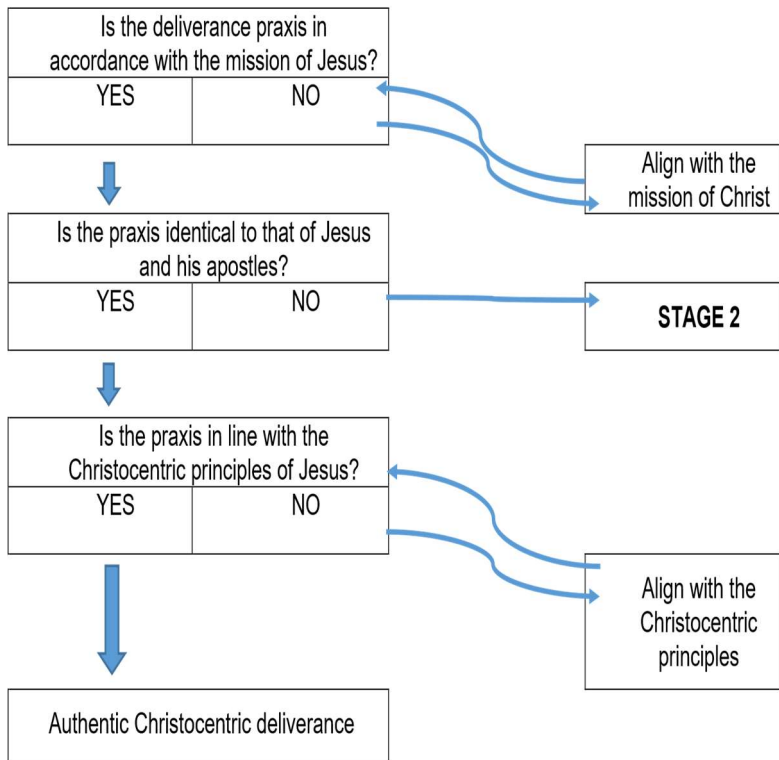 Is the deliverance praxis in
accordance with the mission of Jesus?
YES NO
Align with the
mission of Christ
Is the praxis identical to that of Jesus
and his apostles?
YES NO
STAGE 2
Is the praxis in line with the
Christocentric principles of Jesus?
YES NO
Align with the
Christocentric
principles
Authentic Christocentric deliverance